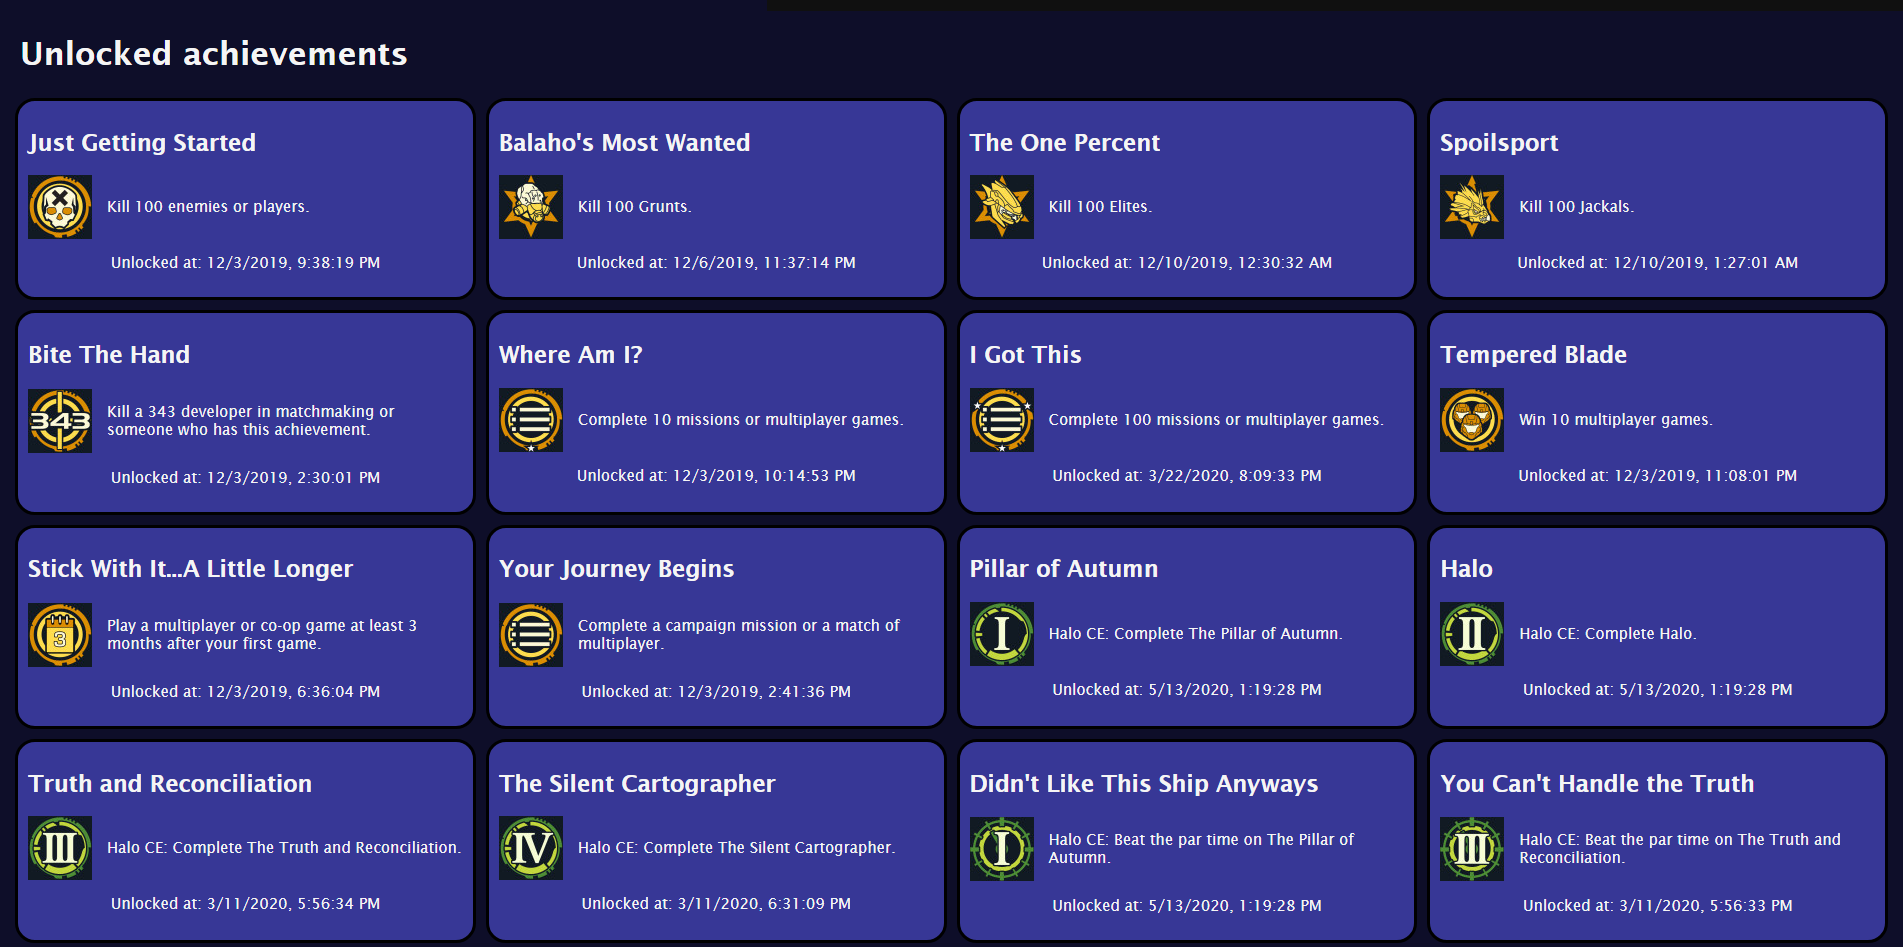 Unlocked achievements
Just Getting Started
Kill 100 enemies or players.
Unlocked at: 12/3/2019, 9:38:19 PM
Balaho's Most Wanted
Kill 100 Grunts.
Unlocked at: 12/6/2019, 11:37:14 PM
The One Percent
Kill 100 Elites.
Unlocked at: 12/10/2019, 12:30:32 AM
Spoilsport
Kill 100 Jackals.
Unlocked at: 12/10/2019, 1:27:01 AM
Bite The Hand
343
Kill a 343 developer in matchmaking or
someone who has this achievement.
Unlocked at: 12/3/2019, 2:30:01 PM
Where Am I?
Complete 10 missions or multiplayer games.
Unlocked at: 12/3/2019, 10:14:53 PM
I Got This
Complete 100 missions or multiplayer games.
Unlocked at: 3/22/2020, 8:09:33 PM
Tempered Blade
Win 10 multiplayer games.
Unlocked at: 12/3/2019, 11:08:01 PM
Stick With It...A Little Longer
3
Play a multiplayer or co-op game at least 3
months after your first game.
Unlocked at: 12/3/2019, 6:36:04 PM
Your Journey Begins
Complete a campaign mission or a match of
multiplayer.
Unlocked at: 12/3/2019, 2:41:36 PM
Pillar of Autumn
I
Halo CE: Complete The Pillar of Autumn.
Unlocked at: 5/13/2020, 1:19:28 PM
Halo
II
Halo CE: Complete Halo.
Unlocked at: 5/13/2020, 1:19:28 PM
Truth and Reconciliation
III
Halo CE: Complete The Truth and Reconciliation.
Unlocked at: 3/11/2020, 5:56:34 PM
The Silent Cartographer
IV
Halo CE: Complete The Silent Cartographer.
Unlocked at: 3/11/2020, 6:31:09 PM
Didn't Like This Ship Anyways
I
Halo CE: Beat the par time on The Pillar of
Autumn.
Unlocked at: 5/13/2020, 1:19:28 PM
You Can't Handle the Truth
III
Halo CE: Beat the par time on The Truth and
Reconciliation.
Unlocked at: 3/11/2020, 5:56:33 PM